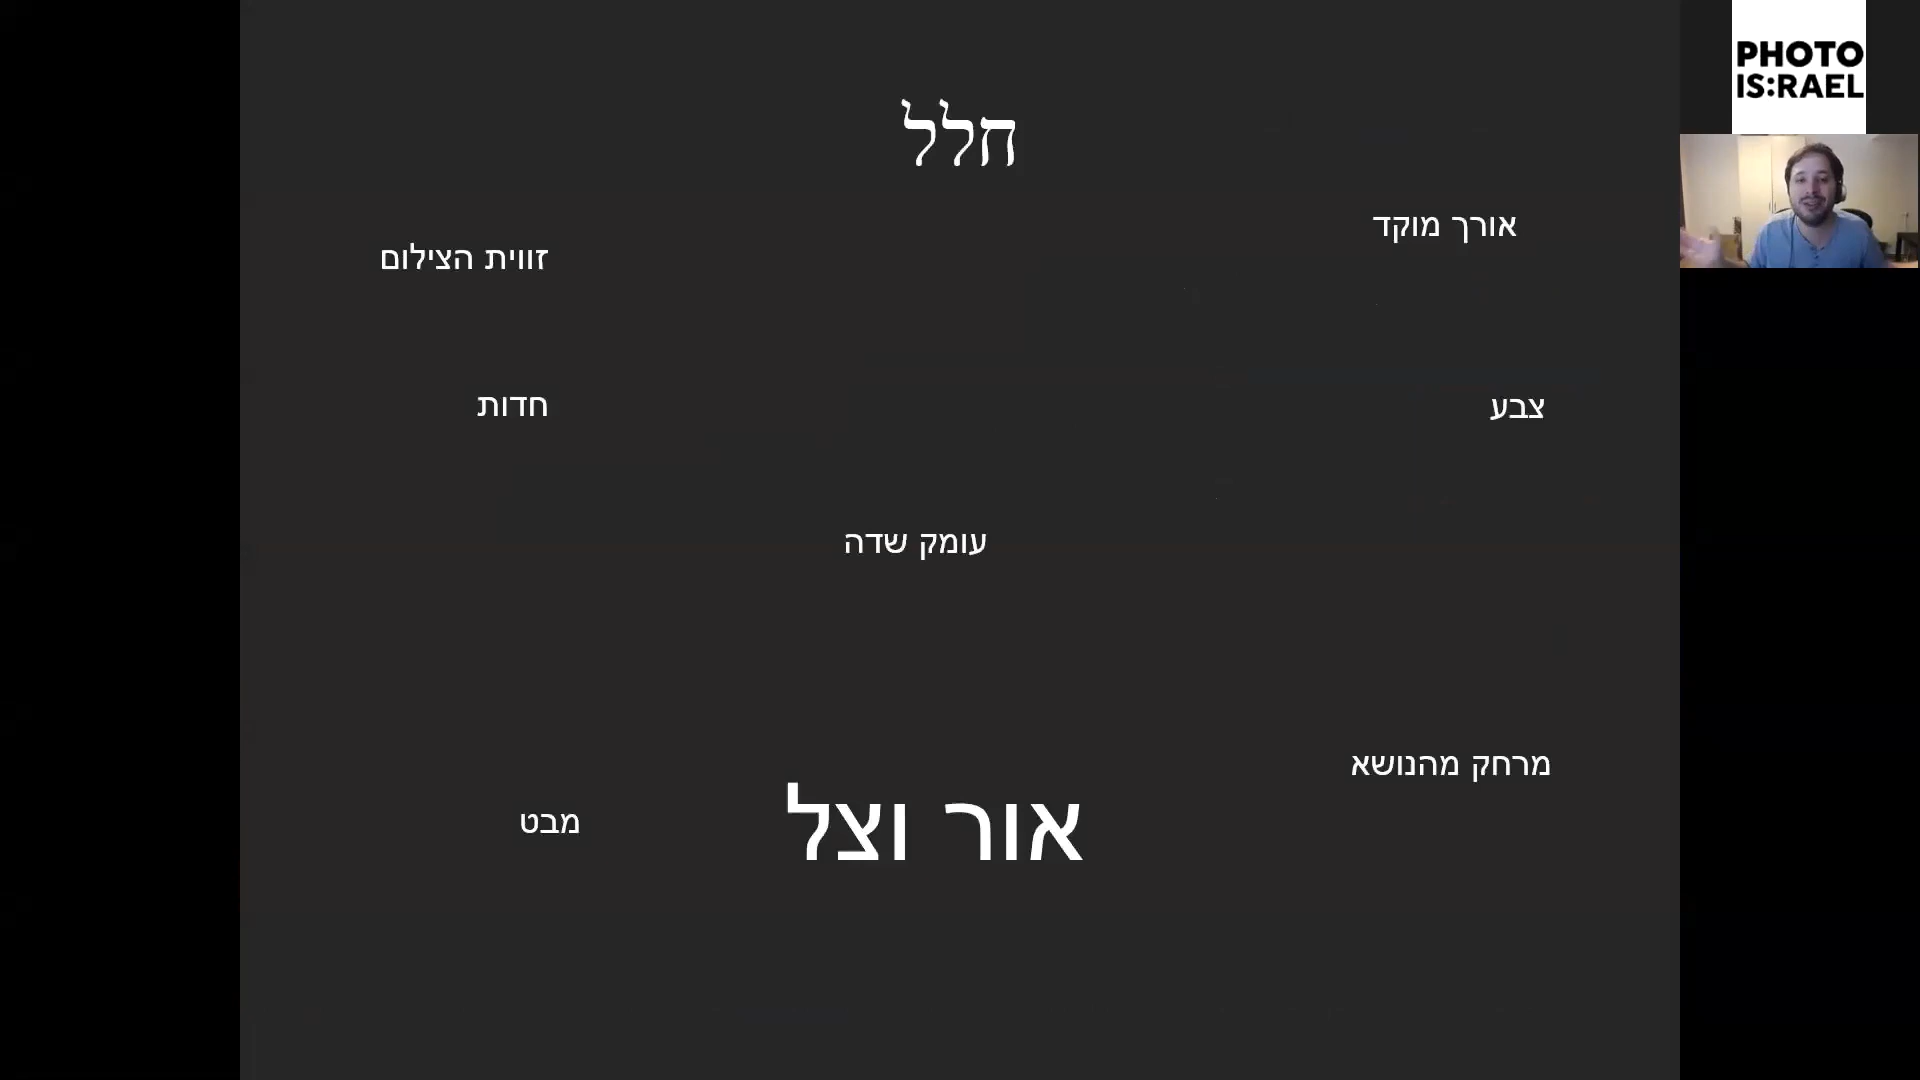 חלל
אורך מוקד
זווית הצילום
צבע
חדות
עומק שדה
מרחק מהנושא
אור וצל
מבט
PHOTO
IS:RAEL